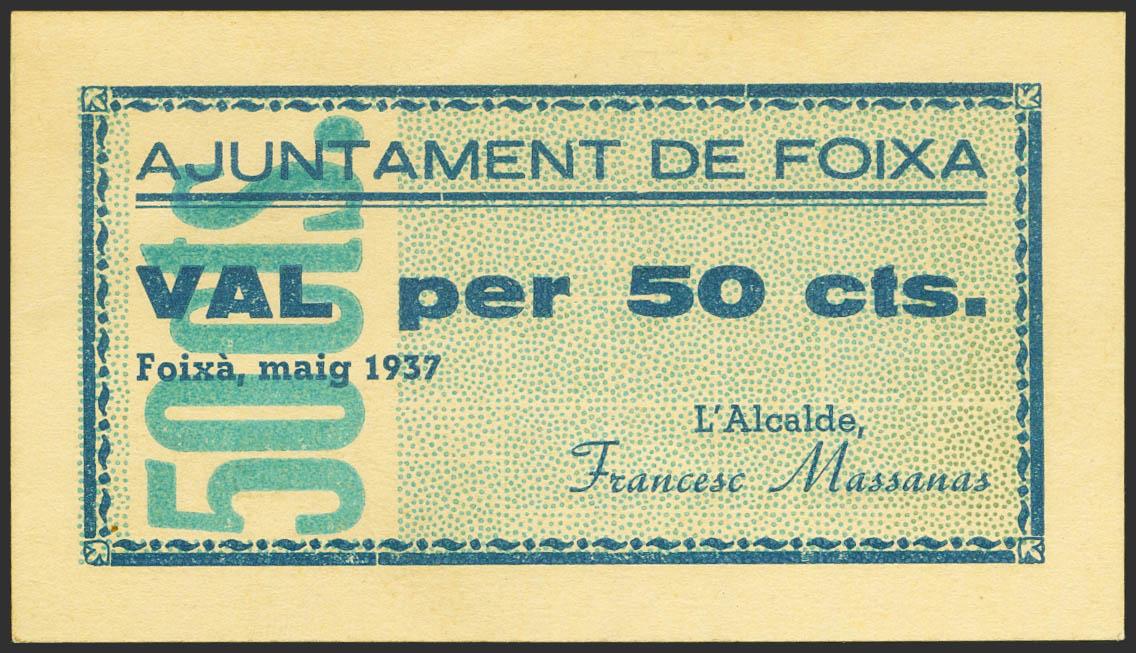 AJUNTAMENT DE FOIXA
VAL per 50 cts.
Foixà, maig 1937
L'Alcalde,
Francesc Massanas
50 Cts.